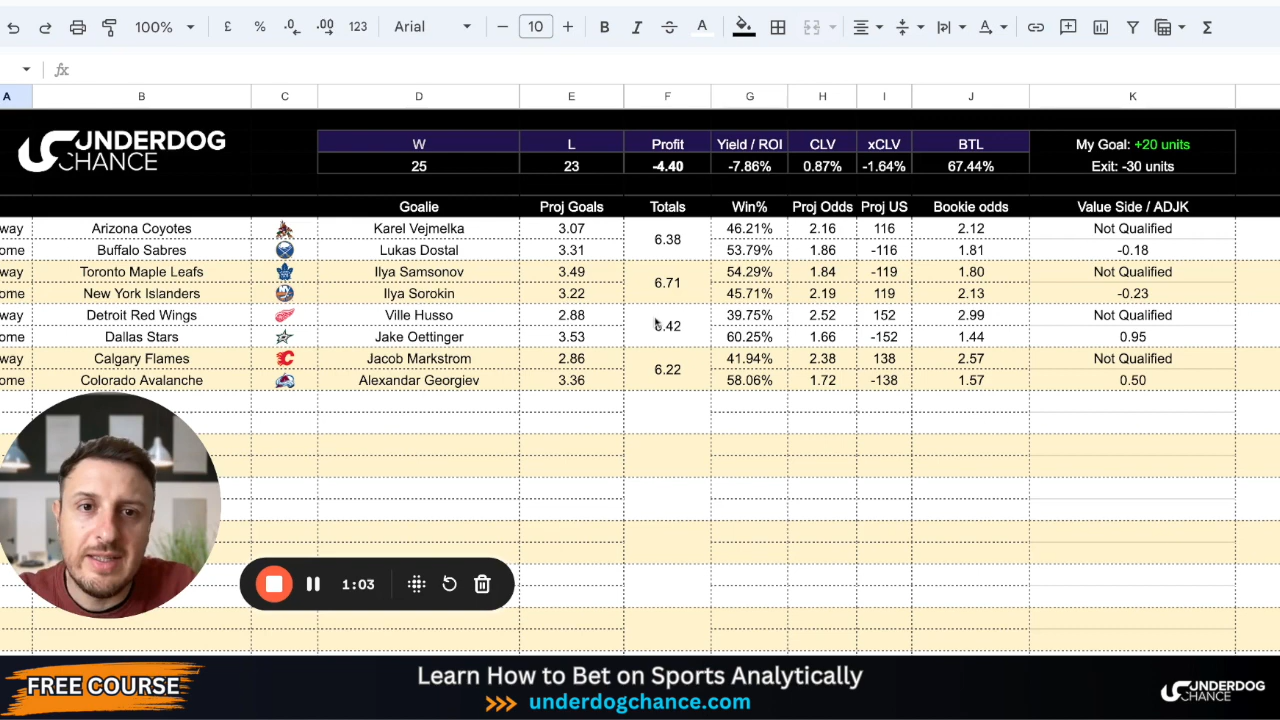 100% £ % .0 .00 123 Arial 10 B I A Σ
fx
A B C D E F G H I J K
UNDERDOG CHANCE W L Profit Yield / ROI CLV xCLV BTL My Goal: +20 units
25 23 -4.40 -7.86% 0.87% -1.64% 67.44% Exit: -30 units
Goalie Proj Goals Totals Win% Proj Odds Proj US Bookie odds Value Side / ADJK
way Arizona Coyotes Karel Vejmelka 3.07 6.38 46.21% 2.16 116 2.12 Not Qualified
ome Buffalo Sabres Lukas Dostal 3.31 53.79% 1.86 -116 1.81 -0.18
way Toronto Maple Leafs Ilya Samsonov 3.49 6.71 54.29% 1.84 -119 1.80 Not Qualified
ome New York Islanders Ilya Sorokin 3.22 45.71% 2.19 119 2.13 -0.23
way Detroit Red Wings Ville Husso 2.88 6.42 39.75% 2.52 152 2.99 Not Qualified
ome Dallas Stars Jake Oettinger 3.53 60.25% 1.66 -152 1.44 0.95
way Calgary Flames Jacob Markstrom 2.86 6.22 41.94% 2.38 138 2.57 Not Qualified
ome Colorado Avalanche Alexandar Georgiev 3.36 58.06% 1.72 -138 1.57 0.50
1:03
FREE COURSE
Learn How to Bet on Sports Analytically
>>> underdogchance.com
UNDERDOG CHANCE